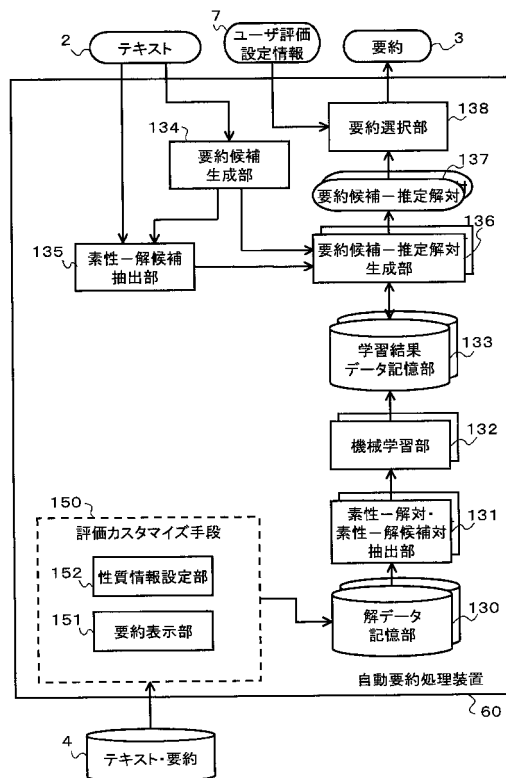 2
テキスト
7
ユーザ評価
設定情報
要約
3
138
要約選択部
134
要約候補
生成部
137
要約候補－推定解対
135
素性－解候補
抽出部
136
要約候補－推定解対
生成部
学習結果
データ記憶部
133
132
機械学習部
150
評価カスタマイズ手段
素性－解対・
素性－解候補対
抽出部
131
152
性質情報設定部
151
要約表示部
解データ
記憶部
130
自動要約処理装置
60
4
テキスト・要約